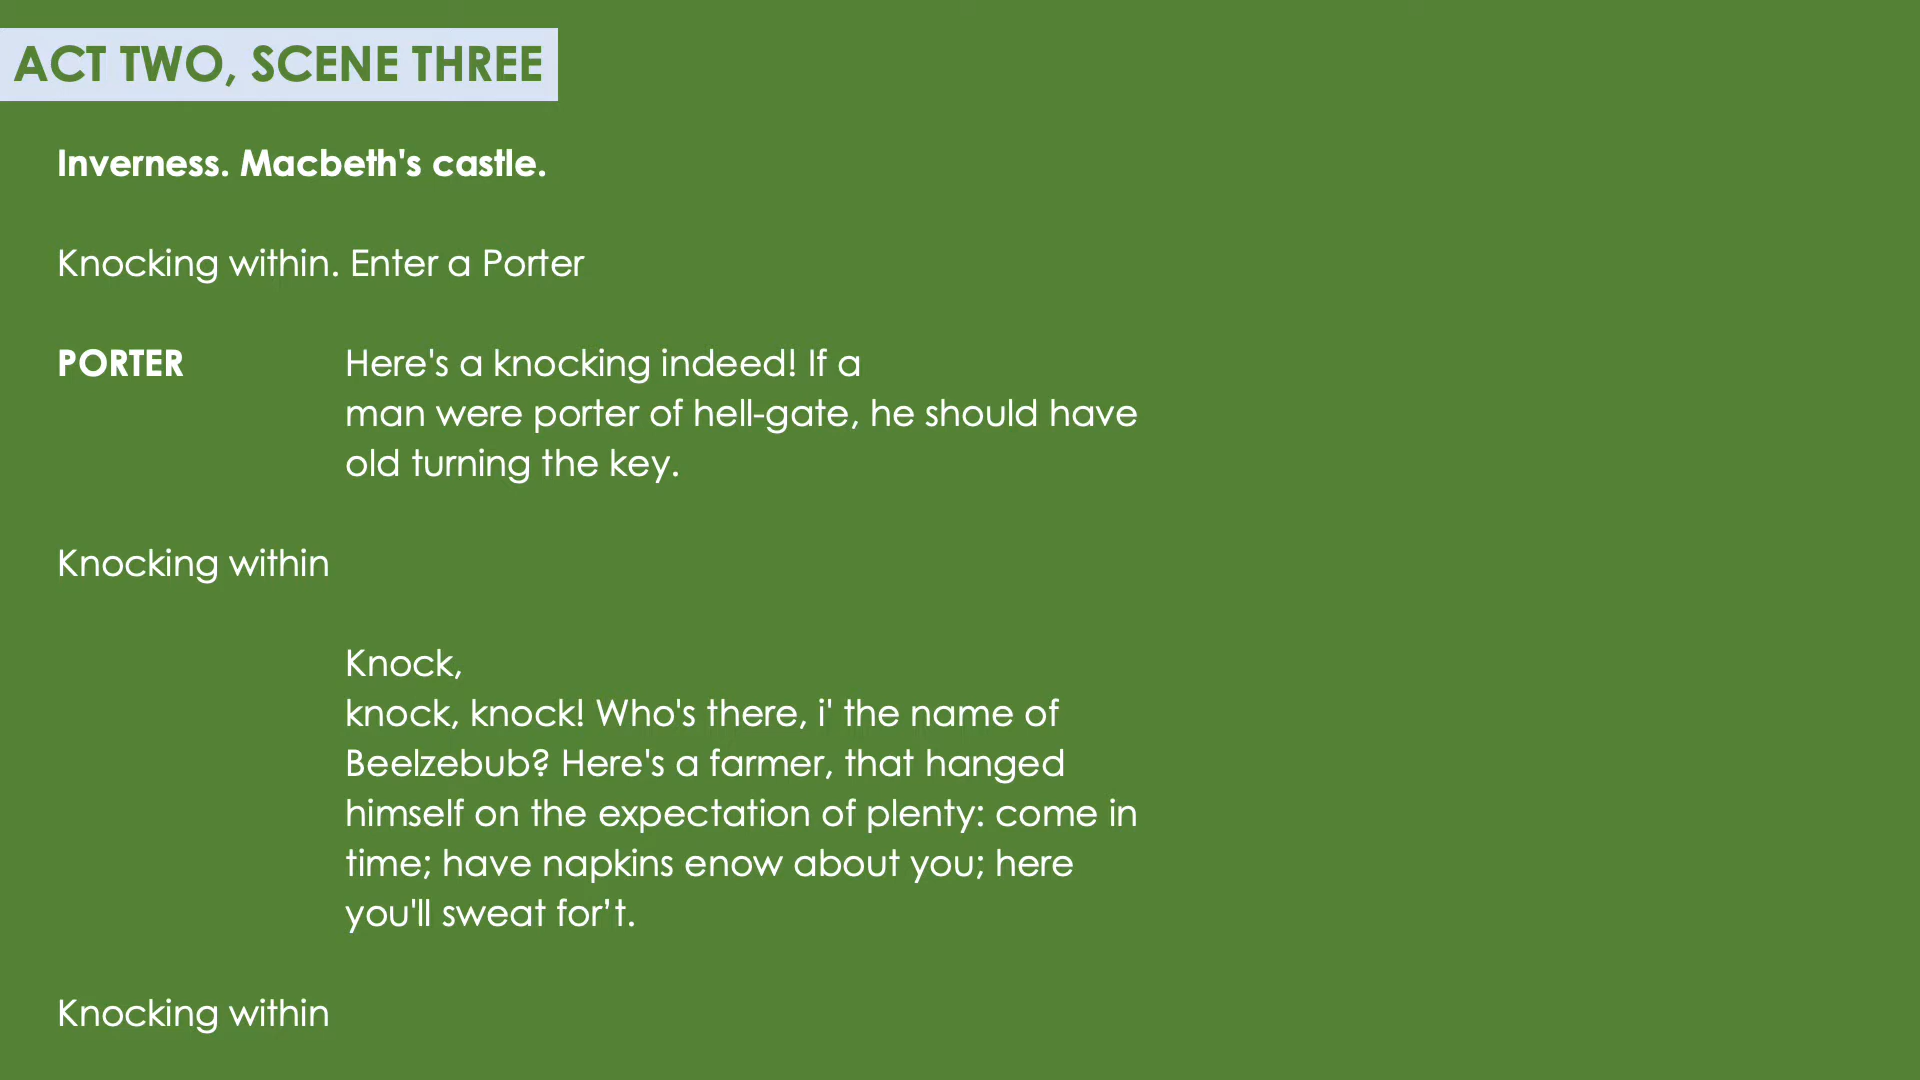 ACT TWO, SCENE THREE
Inverness. Macbeth's castle.
Knocking within. Enter a Porter
PORTER Here's a knocking indeed! If a
man were porter of hell-gate, he should have
old turning the key.
Knocking within
Knock,
knock, knock! Who's there, i' the name of
Beelzebub? Here's a farmer, that hanged
himself on the expectation of plenty: come in
time; have napkins enow about you; here
you'll sweat for’t.
Knocking within